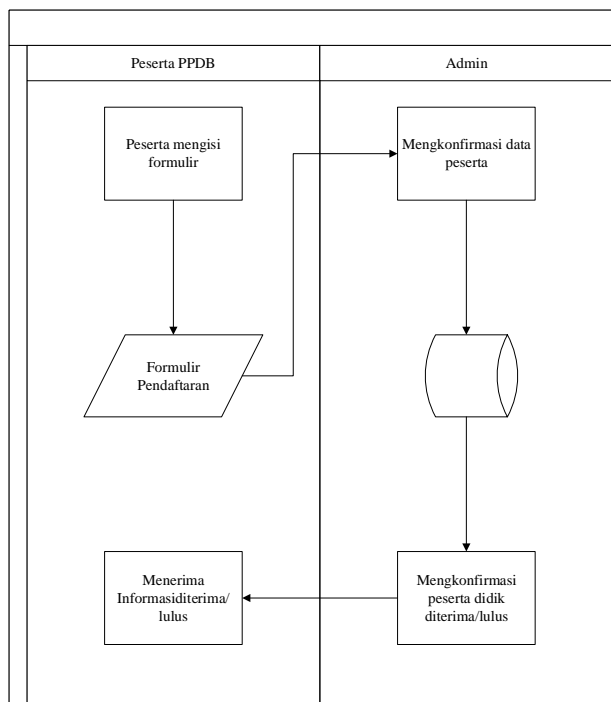 Peserta PPDB
Admin
Peserta mengisi
formulir
Mengkonfirmasi data
peserta
Formulir
Pendaftaran
Menerima
Informasiditerima/
lulus
Mengkonfirmasi
peserta didik
diterima/lulus